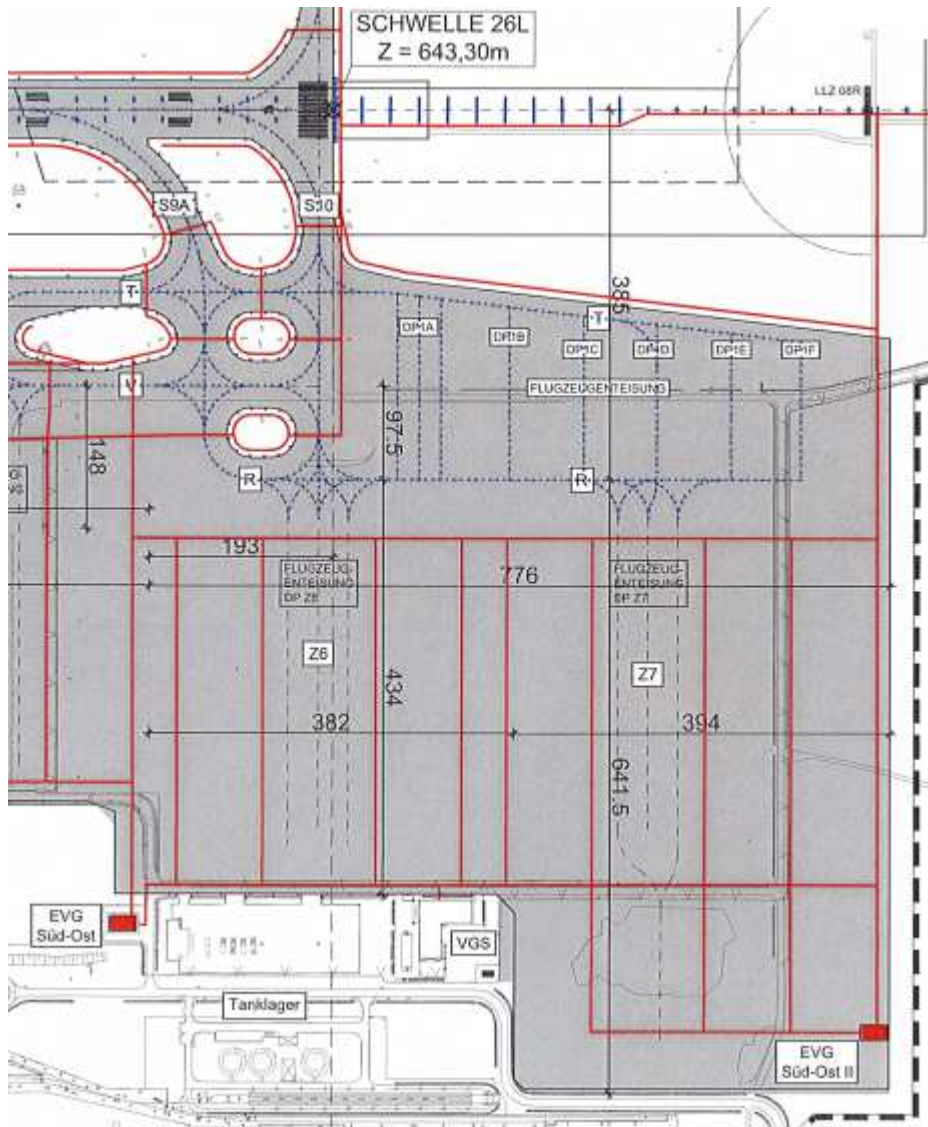 SCHWELLE 26L
Z = 643,30m
LLZ 08R
S9A
S10
T
385
T
DP1A
DP1B
DP1C
DP1D
DP1E
DP1F
V
FLUGZEUGENTEISUNG
97.5
148
R
R
193
FLUGZEUG-
ENTEISUNG
776
FLUGZEUG-
ENTEISUNG
DP Z7
Z6
Z7
434
382
394
641.5
EVG
Süd-Ost
VGS
Tanklager
EVG
Süd-Ost II